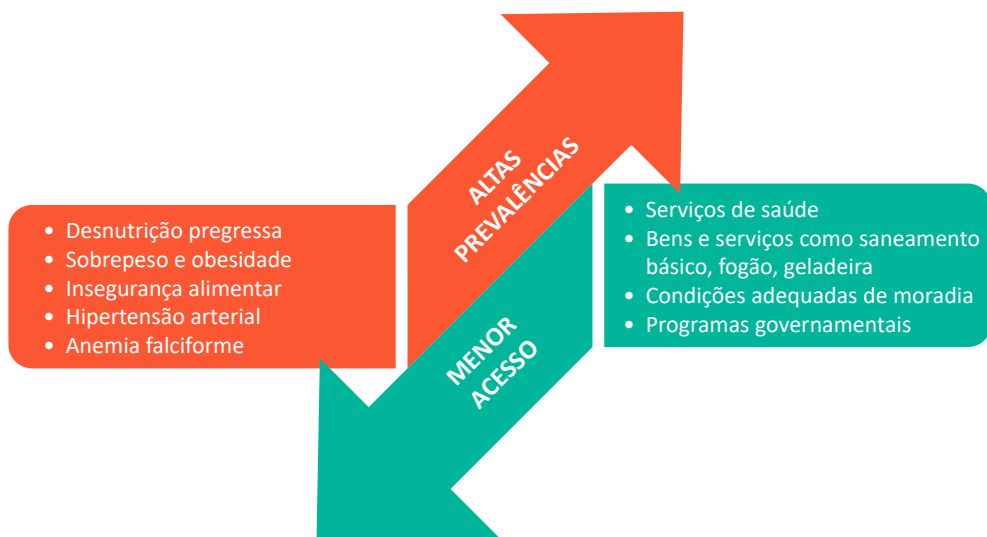 ALTAS
PREVALÊNCIAS
• Desnutrição pregressa
• Sobrepeso e obesidade
• Insegurança alimentar
• Hipertensão arterial
• Anemia falciforme
MENOR
ACESSO
• Serviços de saúde
• Bens e serviços como saneamento
básico, fogão, geladeira
• Condições adequadas de moradia
• Programas governamentais